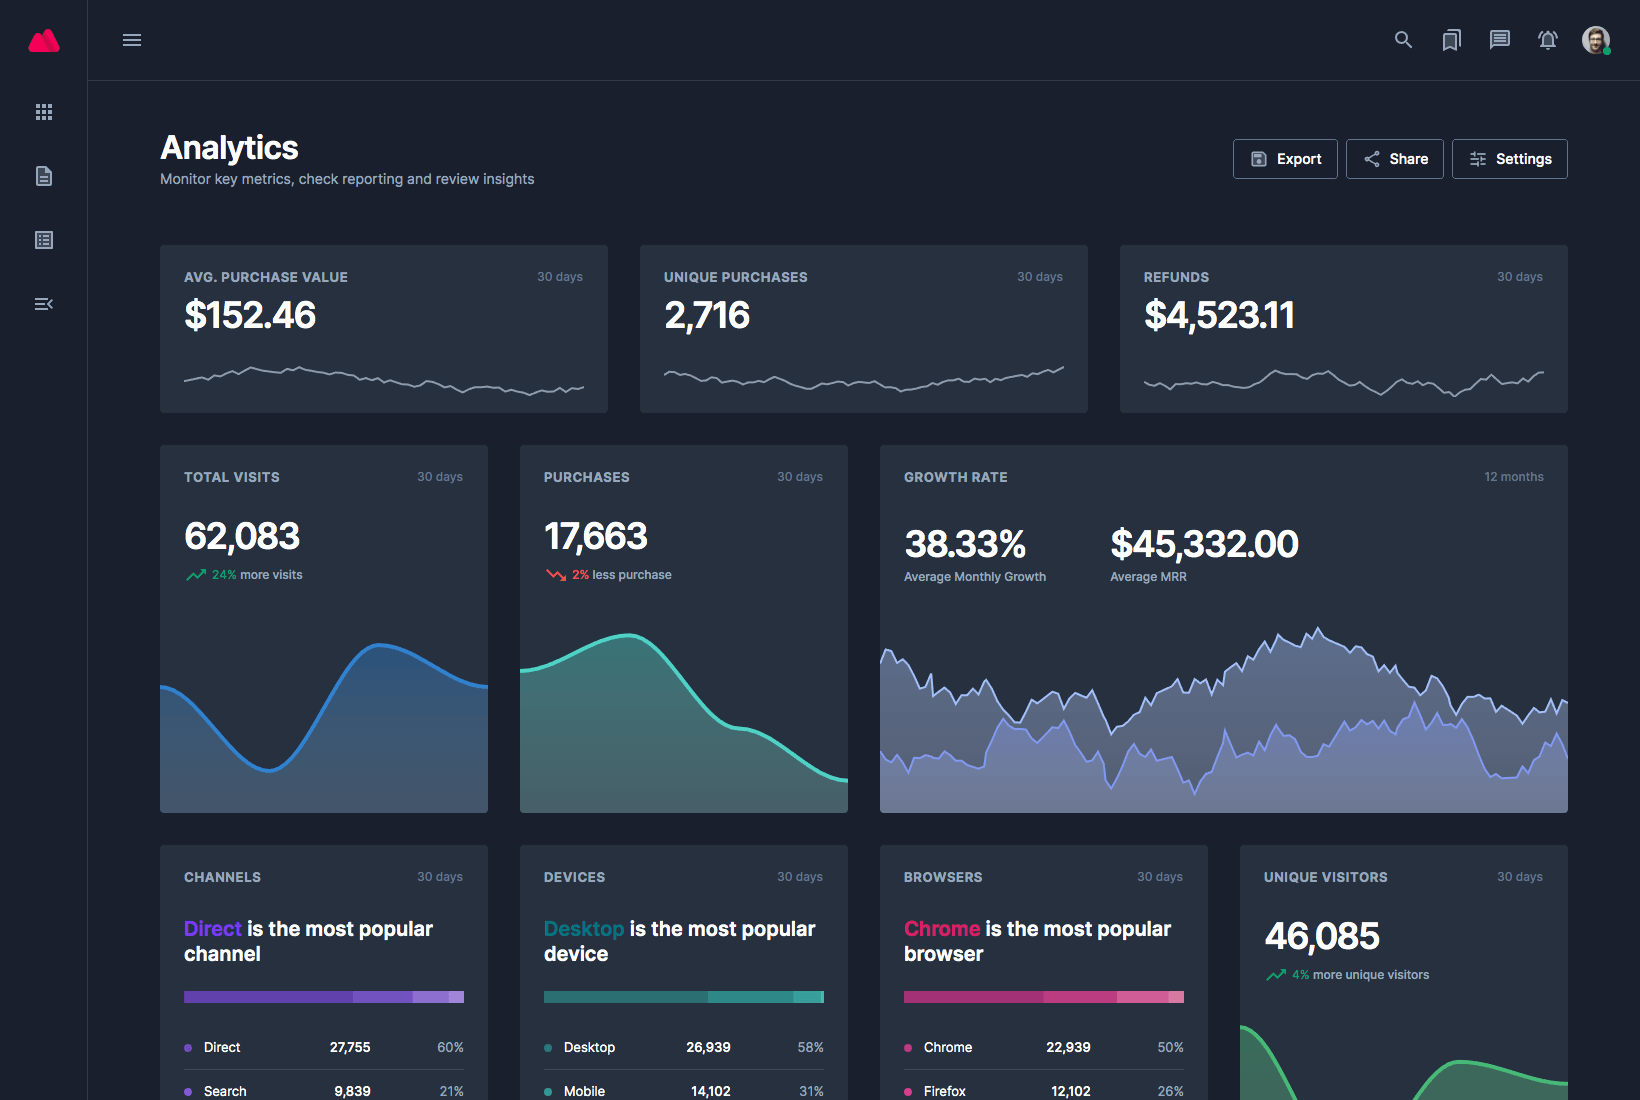 Analytics
Monitor key metrics, check reporting and review insights
Export
Share
Settings
AVG. PURCHASE VALUE
30 days
$152.46
UNIQUE PURCHASES
30 days
2,716
REFUNDS
30 days
$4,523.11
TOTAL VISITS
30 days
62,083
24% more visits
PURCHASES
30 days
17,663
2% less purchase
GROWTH RATE
12 months
38.33%
Average Monthly Growth
$45,332.00
Average MRR
CHANNELS
30 days
Direct is the most popular
channel
Direct 27,755 60%
Search 9,839 21%
DEVICES
30 days
Desktop is the most popular
device
Desktop 26,939 58%
Mobile 14,102 31%
BROWSERS
30 days
Chrome is the most popular
browser
Chrome 22,939 50%
Firefox 12,102 26%
UNIQUE VISITORS
30 days
46,085
4% more unique visitors